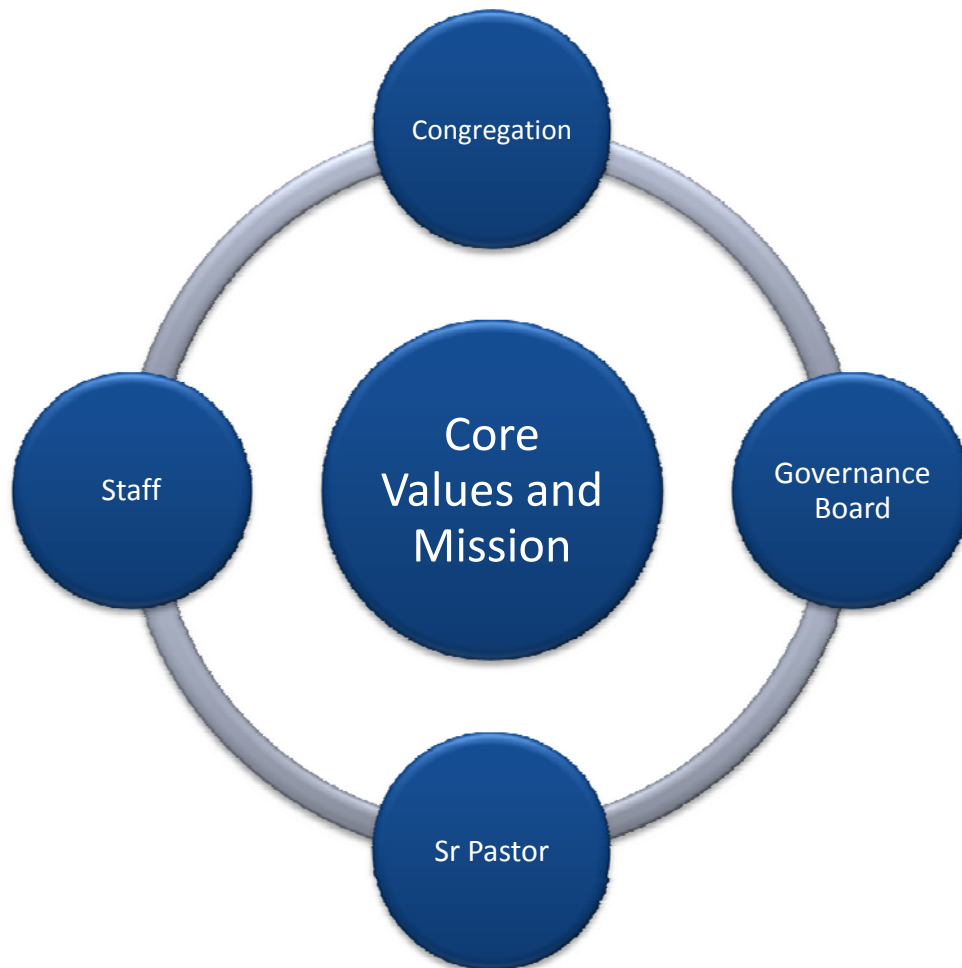 Congregation
Staff
Core
Values and
Mission
Governance
Board
Sr Pastor